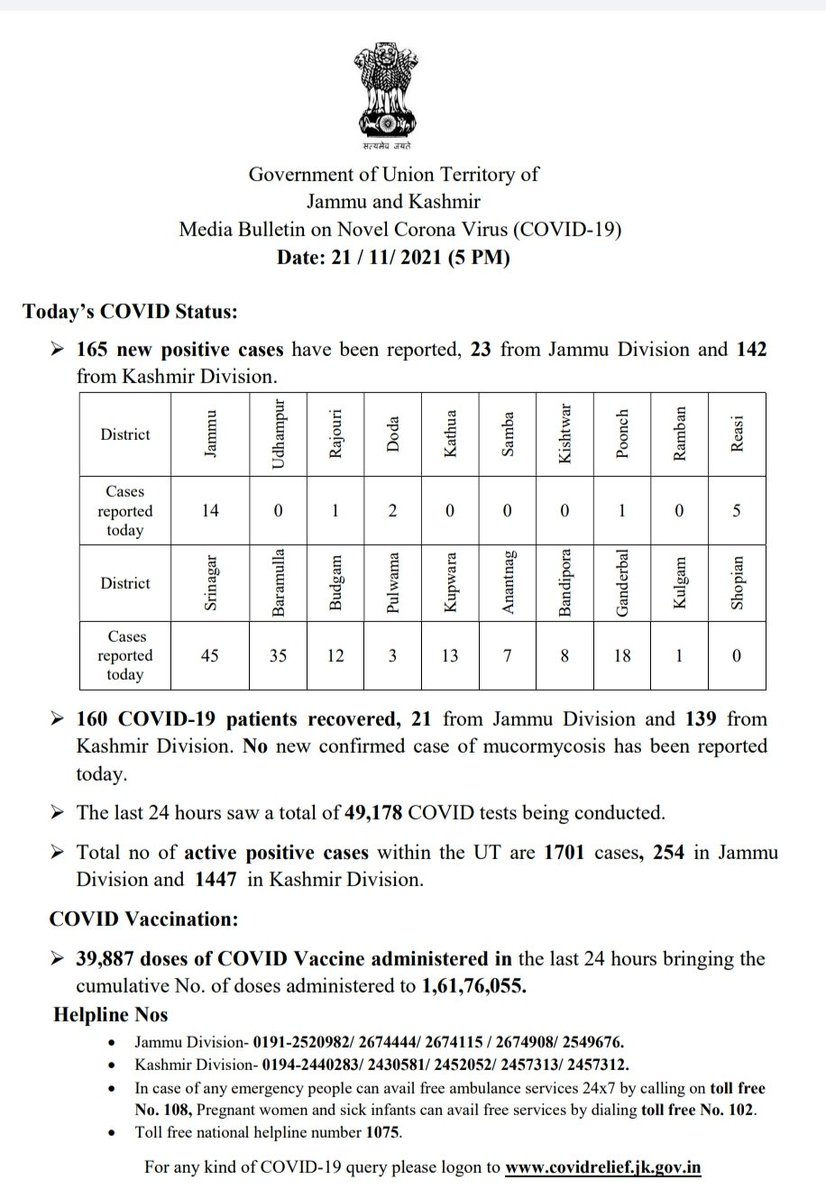 सत्यमेव जयते
Government of Union Territory of
Jammu and Kashmir
Media Bulletin on Novel Corona Virus (COVID-19)
Date: 21 / 11/ 2021 (5 PM)
Today’s COVID Status:
➢ 165 new positive cases have been reported, 23 from Jammu Division and 142
from Kashmir Division.
District Jammu Udhampur Rajouri Doda Kathua Samba Kishtwar Poonch Ramban Reasi
Cases
reported 14 0 1 2 0 0 0 1 0 5
today
District Srinagar Baramulla Budgam Pulwama Kupwara Anantnag Bandipora Ganderbal Kulgam Shopian
Cases
reported 45 35 12 3 13 7 8 18 1 0
today
➢ 160 COVID-19 patients recovered, 21 from Jammu Division and 139 from
Kashmir Division. No new confirmed case of mucormycosis has been reported
today.
➢ The last 24 hours saw a total of 49,178 COVID tests being conducted.
➢ Total no of active positive cases within the UT are 1701 cases, 254 in Jammu
Division and 1447 in Kashmir Division.
COVID Vaccination:
➢ 39,887 doses of COVID Vaccine administered in the last 24 hours bringing the
cumulative No. of doses administered to 1,61,76,055.
Helpline Nos
• Jammu Division- 0191-2520982/ 2674444/ 2674115 / 2674908/ 2549676.
• Kashmir Division- 0194-2440283/ 2430581/ 2452052/ 2457313/ 2457312.
• In case of any emergency people can avail free ambulance services 24x7 by calling on toll free
No. 108, Pregnant women and sick infants can avail free services by dialing toll free No. 102.
• Toll free national helpline number 1075.
For any kind of COVID-19 query please logon to www.covidrelief.jk.gov.in